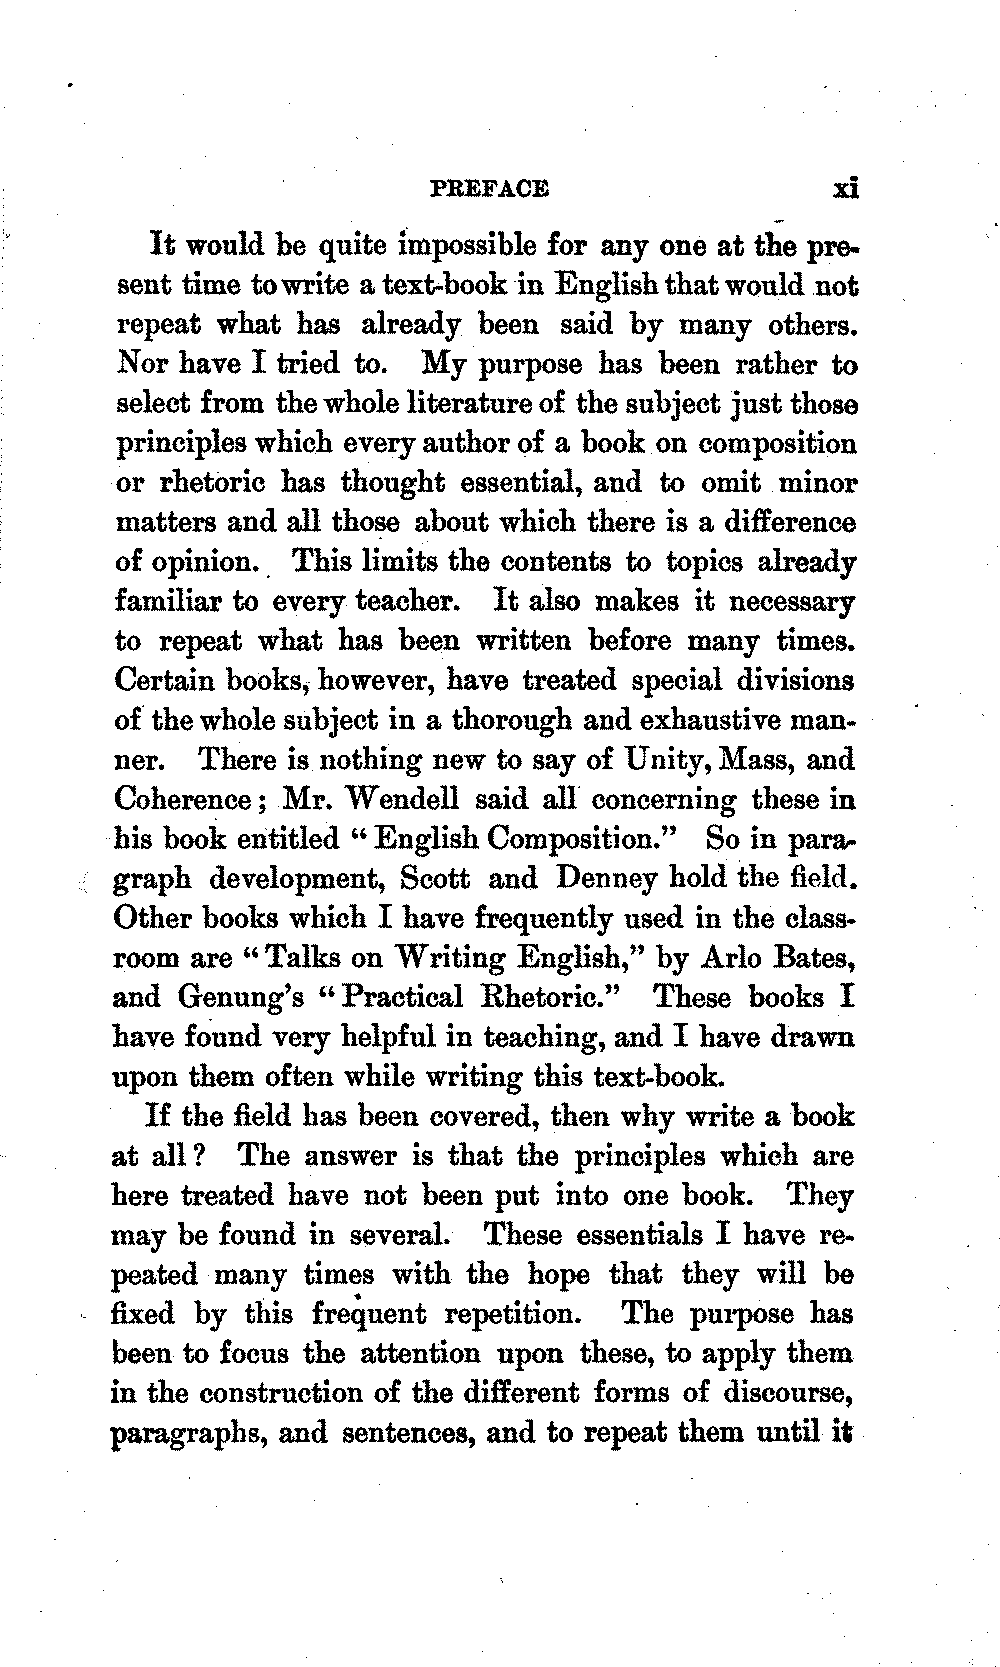 PREFACE xi
It would be quite impossible for any one at the pre-
sent time to write a text-book in English that would not
repeat what has already been said by many others.
Nor have I tried to. My purpose has been rather to
select from the whole literature of the subject just those
principles which every author of a book on composition
or rhetoric has thought essential, and to omit minor
matters and all those about which there is a difference
of opinion. This limits the contents to topics already
familiar to every teacher. It also makes it necessary
to repeat what has been written before many times.
Certain books, however, have treated special divisions
of the whole subject in a thorough and exhaustive man-
ner. There is nothing new to say of Unity, Mass, and
Coherence; Mr. Wendell said all concerning these in
his book entitled "English Composition." So in para-
graph development, Scott and Denney hold the field.
Other books which I have frequently used in the class-
room are "Talks on Writing English," by Arlo Bates,
and Genung's "Practical Rhetoric." These books I
have found very helpful in teaching, and I have drawn
upon them often while writing this text-book.
If the field has been covered, then why write a book
at all? The answer is that the principles which are
here treated have not been put into one book. They
may be found in several. These essentials I have re-
peated many times with the hope that they will be
fixed by this frequent repetition. The purpose has
been to focus the attention upon these, to apply them
in the construction of the different forms of discourse,
paragraphs, and sentences, and to repeat them until it